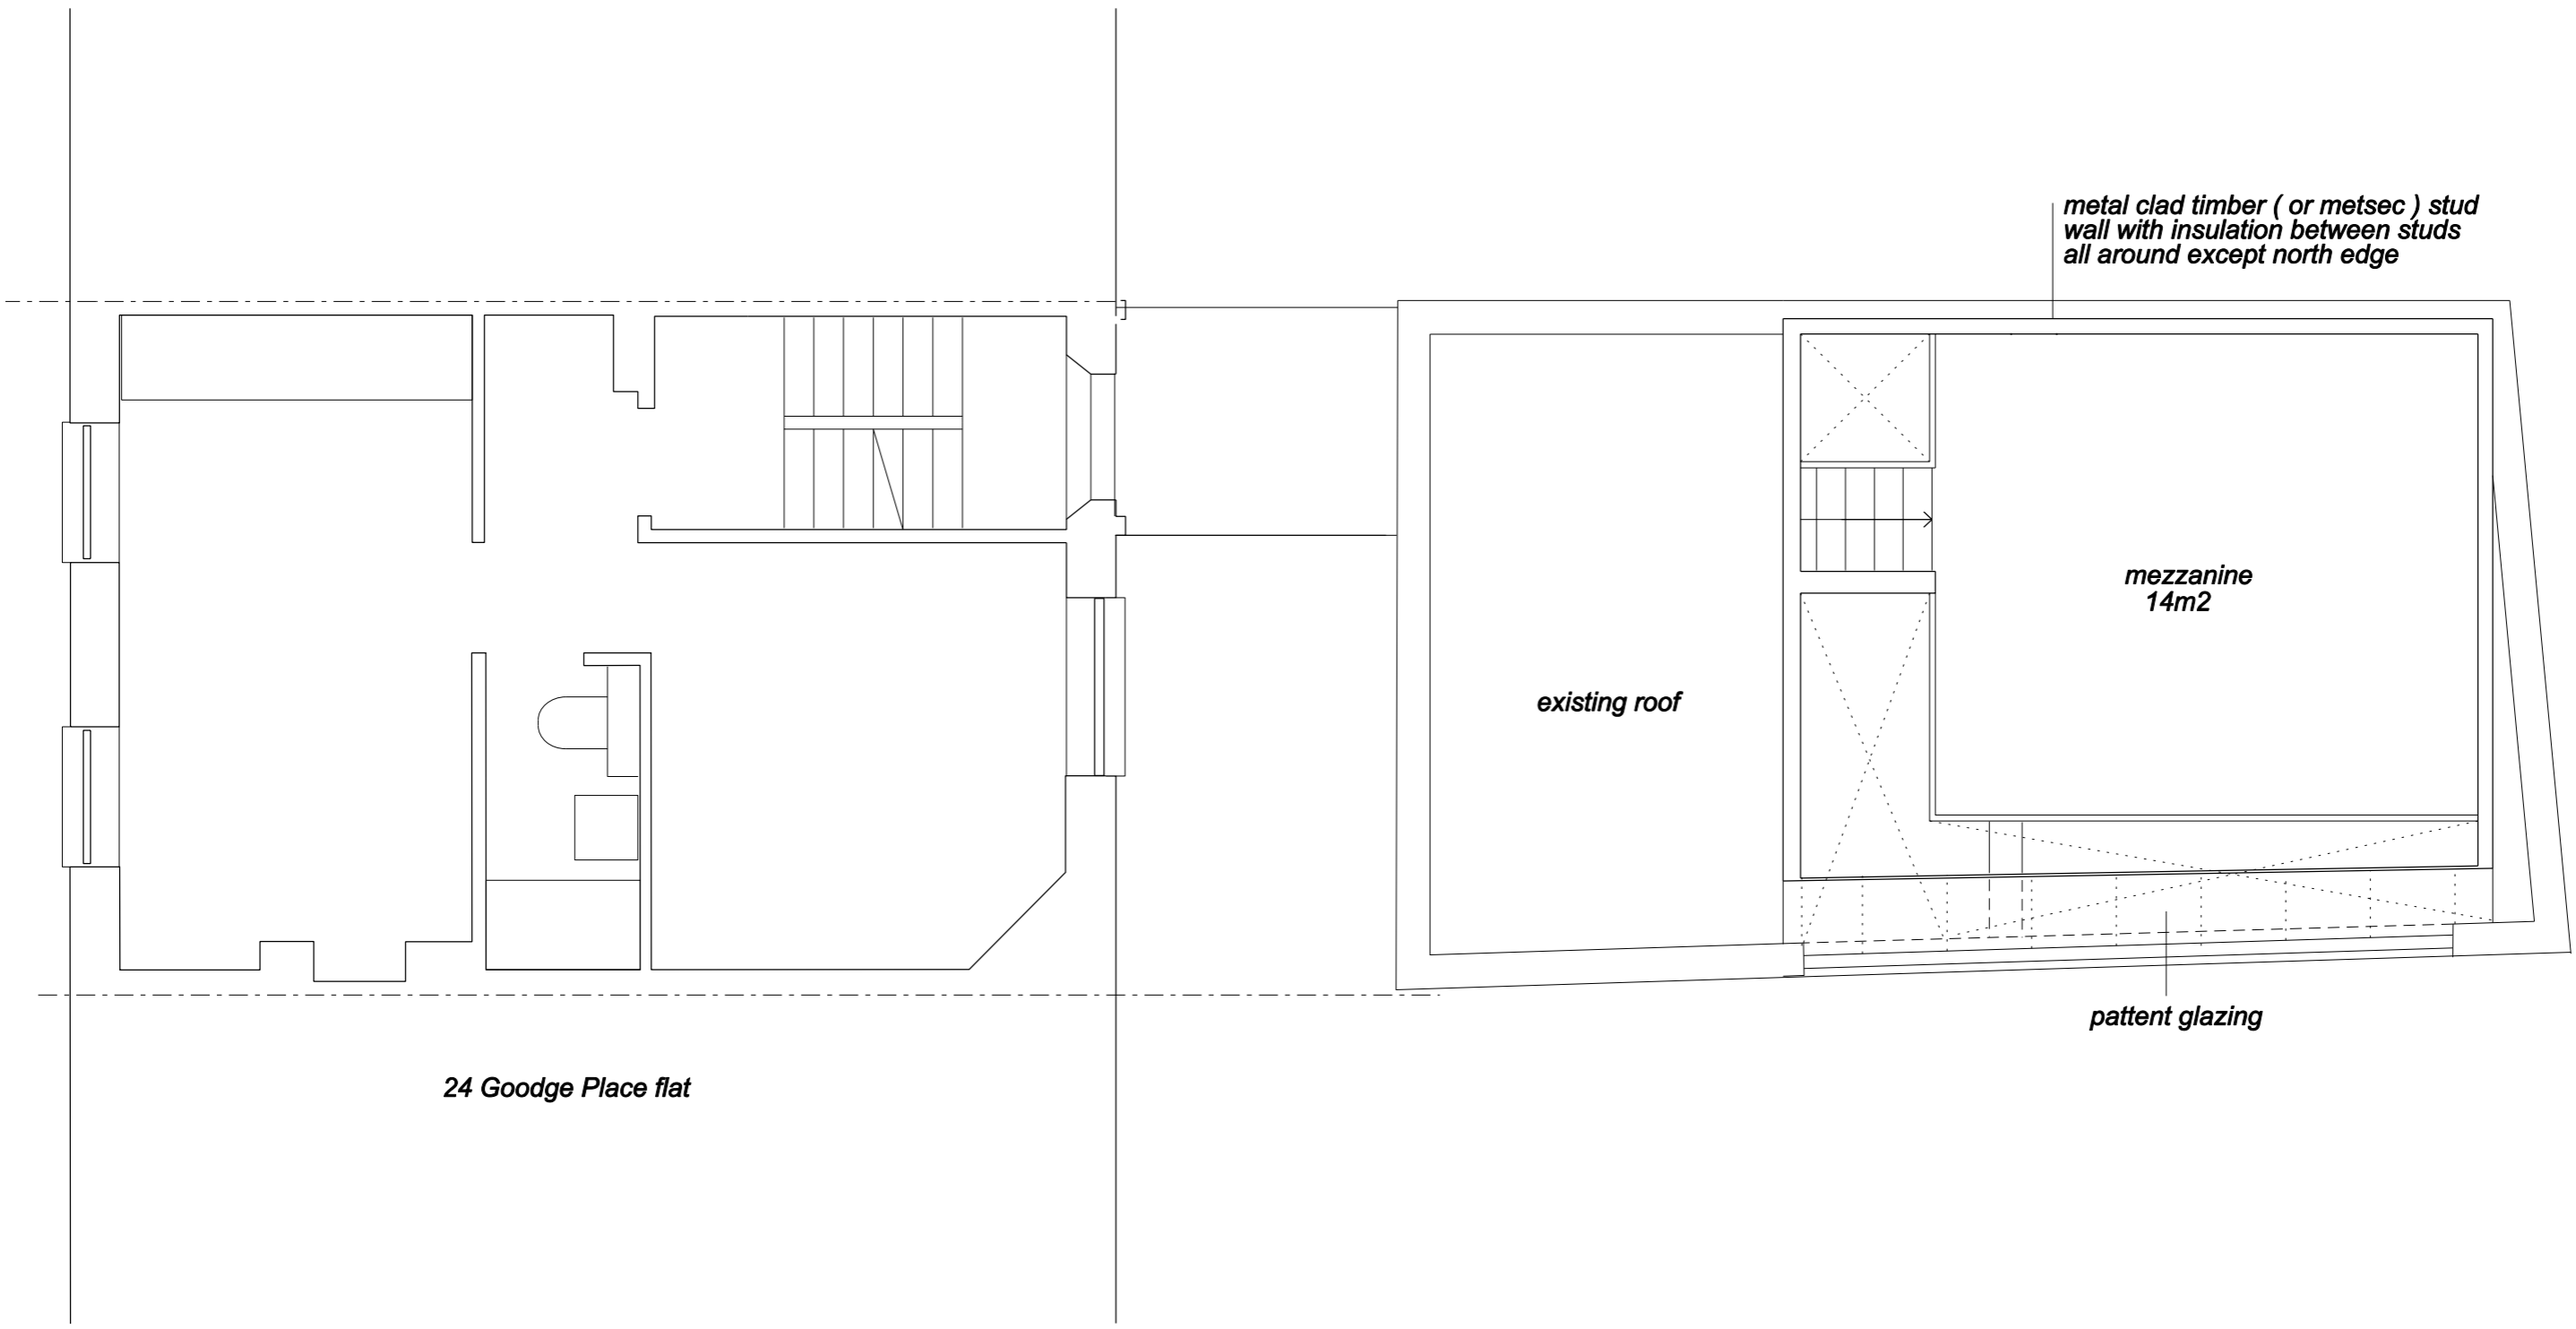 metal clad timber ( or metsec ) stud
wall with insulation between studs
all around except north edge
mezzanine
14m2
existing roof
pattent glazing
24 Goodge Place flat